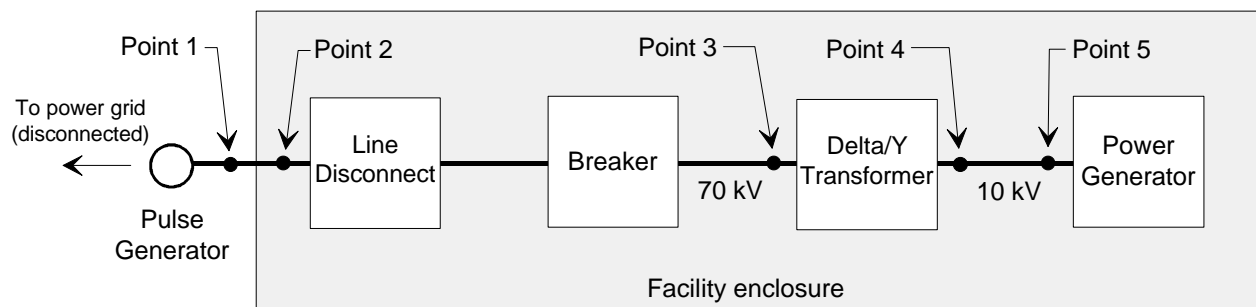 Point 1
Point 2
Point 3
Point 4
Point 5
To power grid
(disconnected)
Line
Disconnect
Breaker
Delta/Y
Transformer
Power
Generator
70 kV
10 kV
Pulse
Generator
Facility enclosure